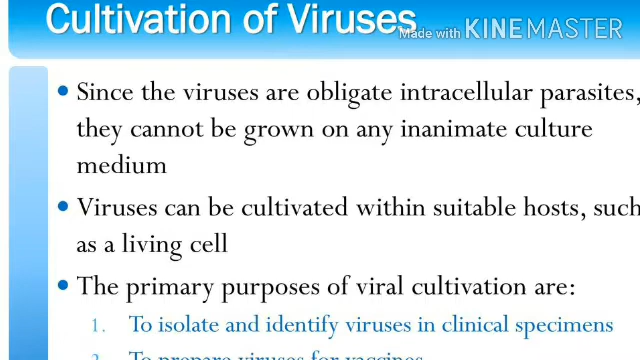 Cultivation of Viruses
Made with KINEMASTER
• Since the viruses are obligate intracellular parasites,
they cannot be grown on any inanimate culture
medium
• Viruses can be cultivated within suitable hosts, such
as a living cell
• The primary purposes of viral cultivation are:
1. To isolate and identify viruses in clinical specimens
2. To prepare viruses for vaccines